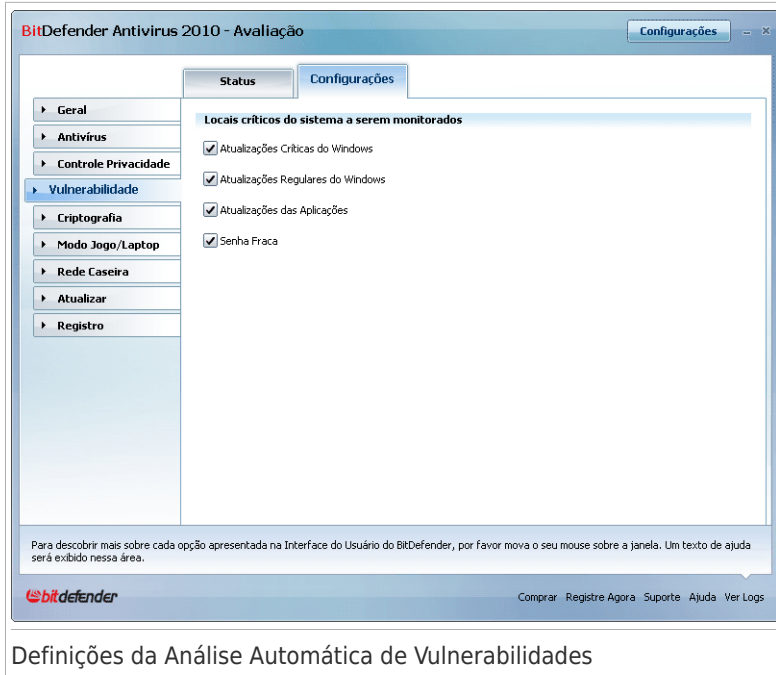 BitDefender Antivirus 2010 - Avaliação
Configurações
Status
Configurações
Geral
Antivírus
Controle Privacidade
Vulnerabilidade
Criptografia
Modo Jogo/Laptop
Rede Caseira
Atualizar
Registro
Locais críticos do sistema a serem monitorados
Atualizações Críticas do Windows
Atualizações Regulares do Windows
Atualizações das Aplicações
Senha Fraca
Para descobrir mais sobre cada opção apresentada na Interface do Usuário do BitDefender, por favor mova o seu mouse sobre a janela. Um texto de ajuda
será exibido nessa área.
bitdefender
Comprar Registre Agora Suporte Ajuda Ver Logs
Definições da Análise Automática de Vulnerabilidades